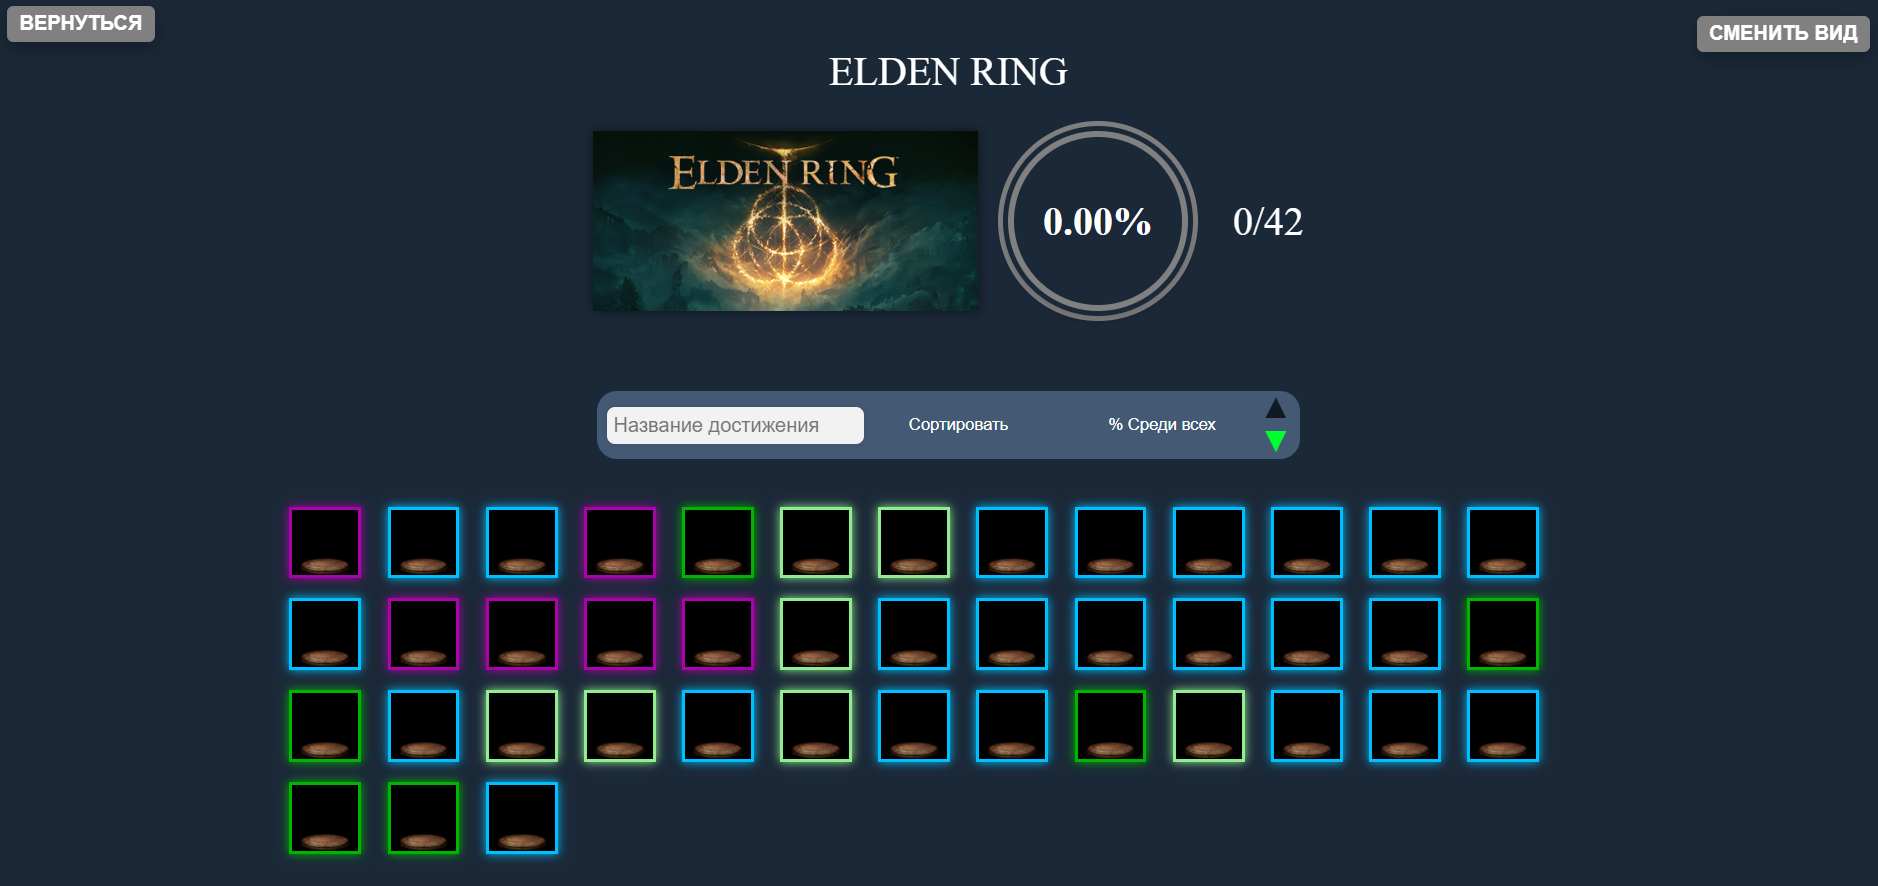 ВЕРНУТЬСЯ
СМЕНИТЬ ВИД
ELDEN RING
ELDEN RING
0.00%
0/42
Название достижения
Сортировать
% Среди всех